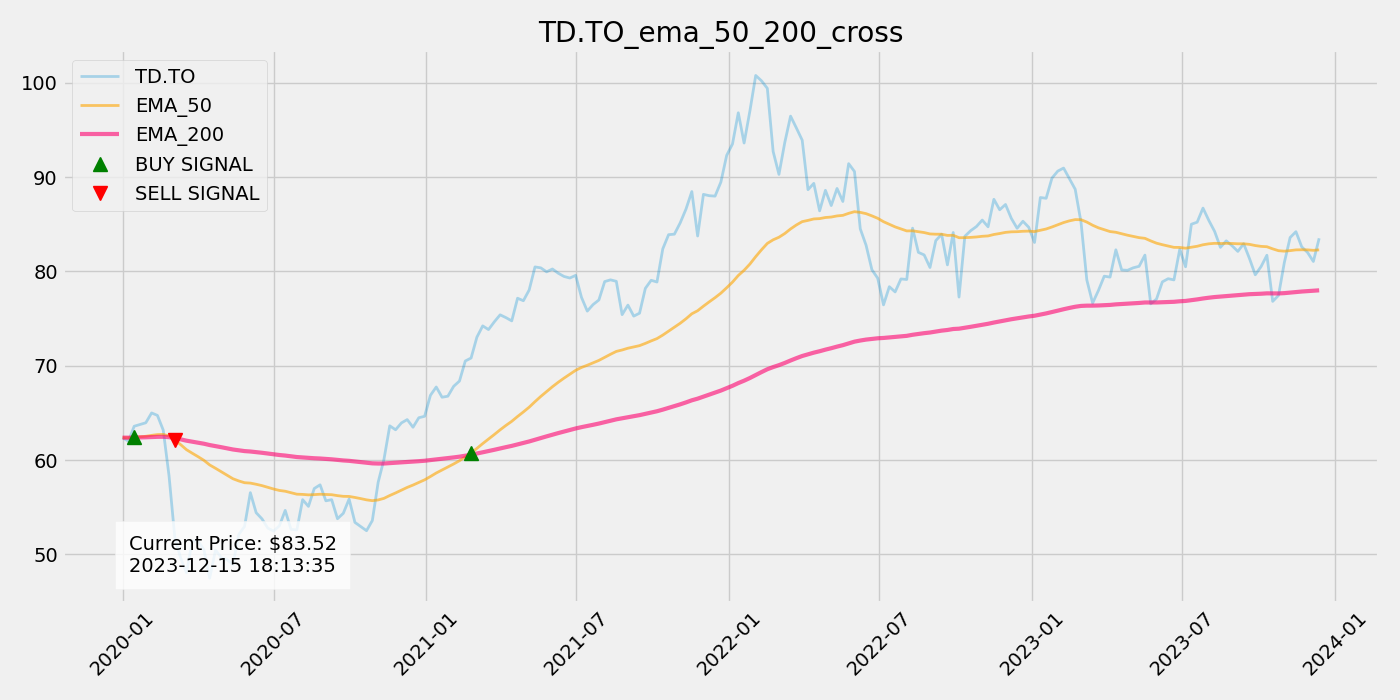 TD.TO_ema_50_200_cross
TD.TO
EMA_50
EMA_200
BUY SIGNAL
SELL SIGNAL
100
90
80
70
60
50
Current Price: $83.52
2023-12-15 18:13:35
2020-01
2020-07
2021-01
2021-07
2022-01
2022-07
2023-01
2023-07
2024-01